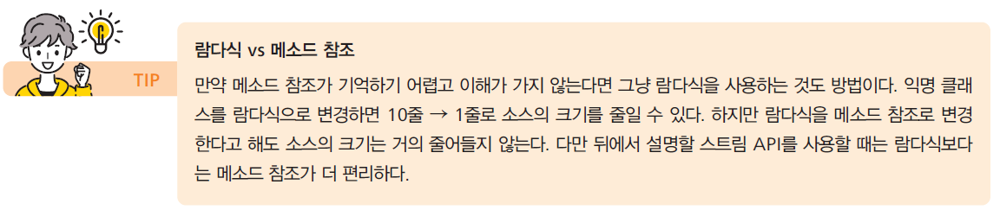 TIP
람다식 vs 메소드 참조
만약 메소드 참조가 기억하기 어렵고 이해가 가지 않는다면 그냥 람다식을 사용하는 것도 방법이다. 익명 클래
스를 람다식으로 변경하면 10줄 → 1줄로 소스의 크기를 줄일 수 있다. 하지만 람다식을 메소드 참조로 변경
한다고 해도 소스의 크기는 거의 줄어들지 않는다. 다만 뒤에서 설명할 스트림 API를 사용할 때는 람다식보다
는 메소드 참조가 더 편리하다.